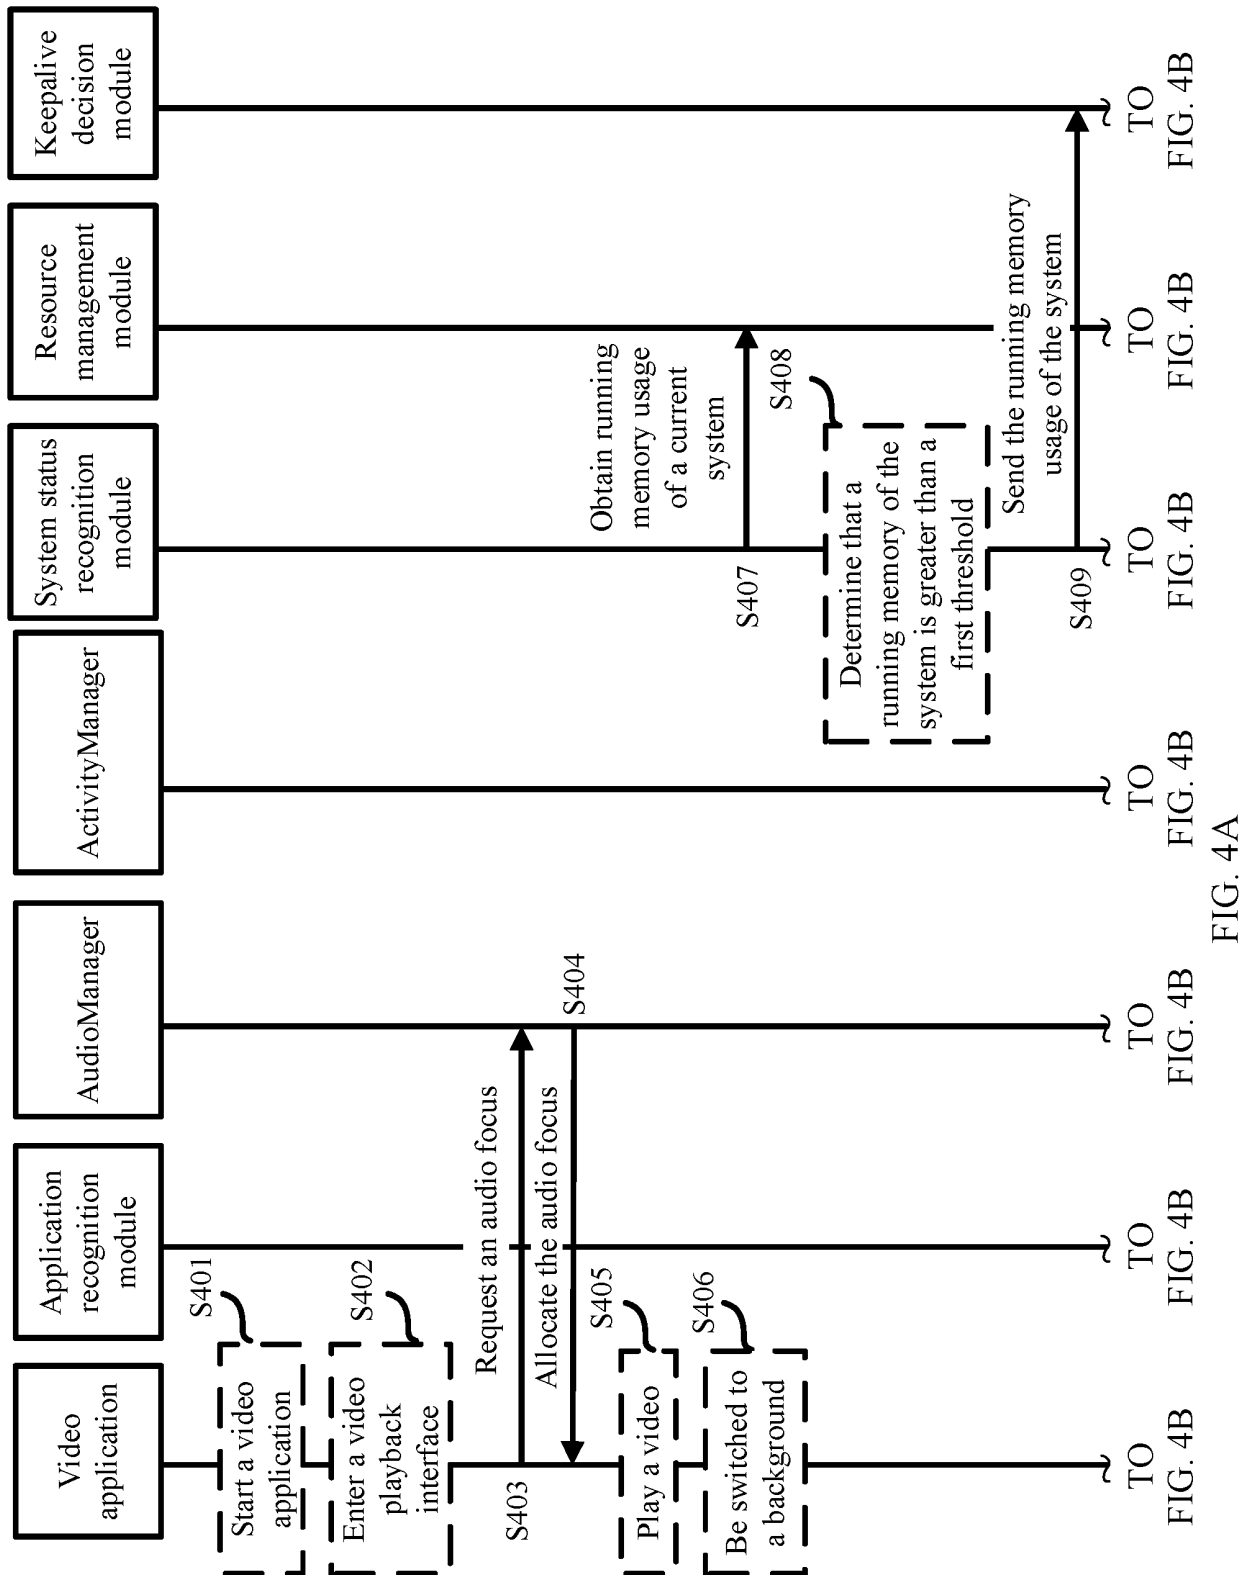 Video
application
Application
recognition
module
AudioManager
ActivityManager
System status
recognition
module
Resource
management
module
Keepalive
decision
module
S401
Start a video
application
S402
Enter a video
playback
interface
Request an audio focus
S403
Allocate the audio focus
S404
S405
Play a video
S406
Be switched to
a background
Obtain running
memory usage
of a current
system
S407
S408
Determine that a
running memory of the
system is greater than a
first threshold
Send the running memory
usage of the system
S409
TO
FIG. 4B
TO
FIG. 4B
TO
FIG. 4B
TO
FIG. 4B
TO
FIG. 4B
TO
FIG. 4B
TO
FIG. 4B
FIG. 4A